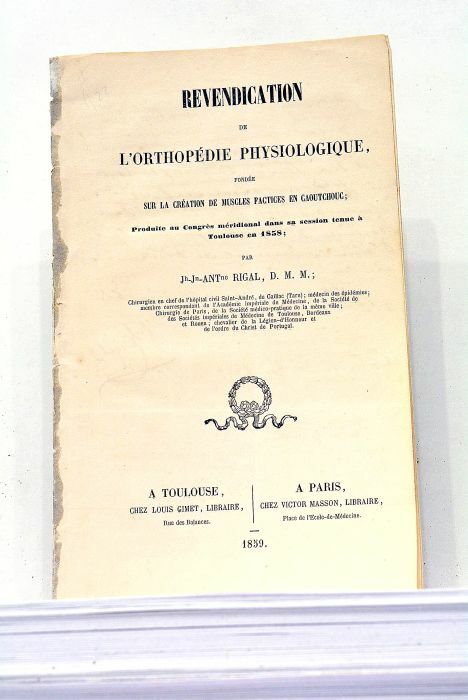 REVENDICATION
DE
L'ORTHOPÉDIE PHYSIOLOGIQUE,
FONDÉE
SUR LA CRÉATION DE MUSCLES FACTICES EN CAOUTCHOUC;
Produite au Congrès méridional dans sa session tenue à
Toulouse en 1858;
PAR
Jh-Jn-ANTne RIGAL, D. M. M.;
Chirurgien en chef de l'hôpital civil Saint-André, de Gaillac (Tarn); médecin des épidémies;
membre correspondant de l'Académie impériale de Médecine, de la Société de
Chirurgie de Paris, de la Société médico-pratique de la même ville;
des Sociétés impériales de Médecine de Toulouse, Bordeaux
et Rouen; chevalier de la Légion-d'Honneur et
de l'ordre du Christ de Portugal.
A TOULOUSE,
CHEZ LOUIS GIMET, LIBRAIRE,
Rue des Balances.
A PARIS,
CHEZ VICTOR MASSON, LIBRAIRE,
Place de l'Ecole-de-Médecine.
1859.